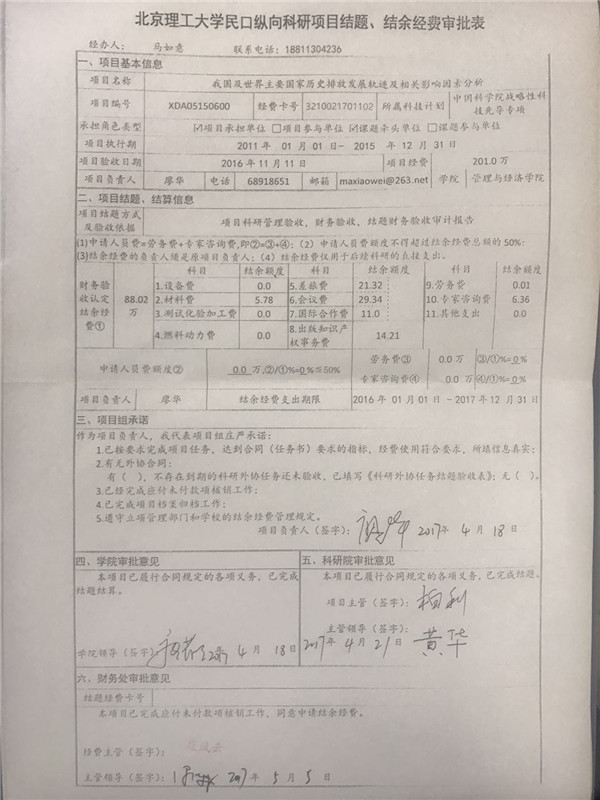 北京理工大学民口纵向科研项目结题、结余经费审批表
经办人： 马如意 联系电话：18811304236
一、项目基本信息
项目名称 我国及世界主要国家历史排放发展轨迹及相关影响因素分析
项目编号 XDA05150600 经费卡号 3210021701102 所属科技计划 中国科学院战略性科技先导专项
承担角色类型 ☑项目承担单位 □项目参与单位 ☑课题牵头单位 □课题参与单位
项目执行期 2011 年 01 月 01 日- 2015 年 12 月 31 日
项目验收日期 2016 年 11 月 11 日 项目经费 201.0 万
项目负责人 廖华 电话 68918651 邮箱 maxiaowei@263.net 学院 管理与经济学院
二、项目结题、结算信息
项目结题方式及验收依据 项目科研管理验收，财务验收、结题财务验收审计报告
(1)申请人员费=劳务费+专家咨询费,即②=③+④；（2）申请人员费额度不得超过结余经费总额的 50%；
(3)结余经费的负责人须是原项目负责人；（4）结余经费仅用于后续科研的直接支出。
财务验收认定结余经费① 88.02万
科目 结余额度 科目 结余额度 科目 结余额度
1.设备费 0.0 5.差旅费 21.32 9.劳务费 0.01
2.材料费 5.78 6.会议费 29.34 10.专家咨询费 6.36
3.测试化验加工费 0.0 7.国际合作费 11.0 11.其他支出 0.0
4.燃料动力费 0.0 8.出版知识产权事务费 14.21
申请人员费额度② 0.0 万,②/①%=0%≤50% 劳务费③ 0.0 万 ③/①%=0%
专家咨询费④ 0.0 万 ④/①%=0%
项目负责人 廖华 结余经费支出期限 2016 年 01 月 01 日 －2017 年 12 月 31 日
三、项目组承诺
作为项目负责人，我代表项目组庄严承诺：
1.已按要求完成项目任务，达到合同（任务书）要求的指标，经费使用符合要求，所填信息真实；
2.有无外协合同：
有（ ），不存在到期的科研外协任务还未验收，已填写《科研外协任务结题验收表》；无（ ）。
3.已经完成应付未付款项核销工作；
4.已完成项目档案归档工作；
5.遵守立项管理部门和学校的结余经费管理规定。
项目负责人（签字）： 2017年 4 月 18 日
四、学院审批意见
本项目已履行合同规定的各项义务，已完成
结题结算。
学院领导（签字）： 4 月 18日
五、科研院审批意见
本项目已履行合同规定的各项义务，已完成结题。
项目主管（签字）：
主管领导（签字）： 黄华
2017 年 4 月 21 日
六、财务处审批意见
结题经费卡号
本项目已完成应付未付款项核销工作，同意申请结余经费。
经费主管（签字）：
主管领导：（签字）： 2017 年 5 月 5 日